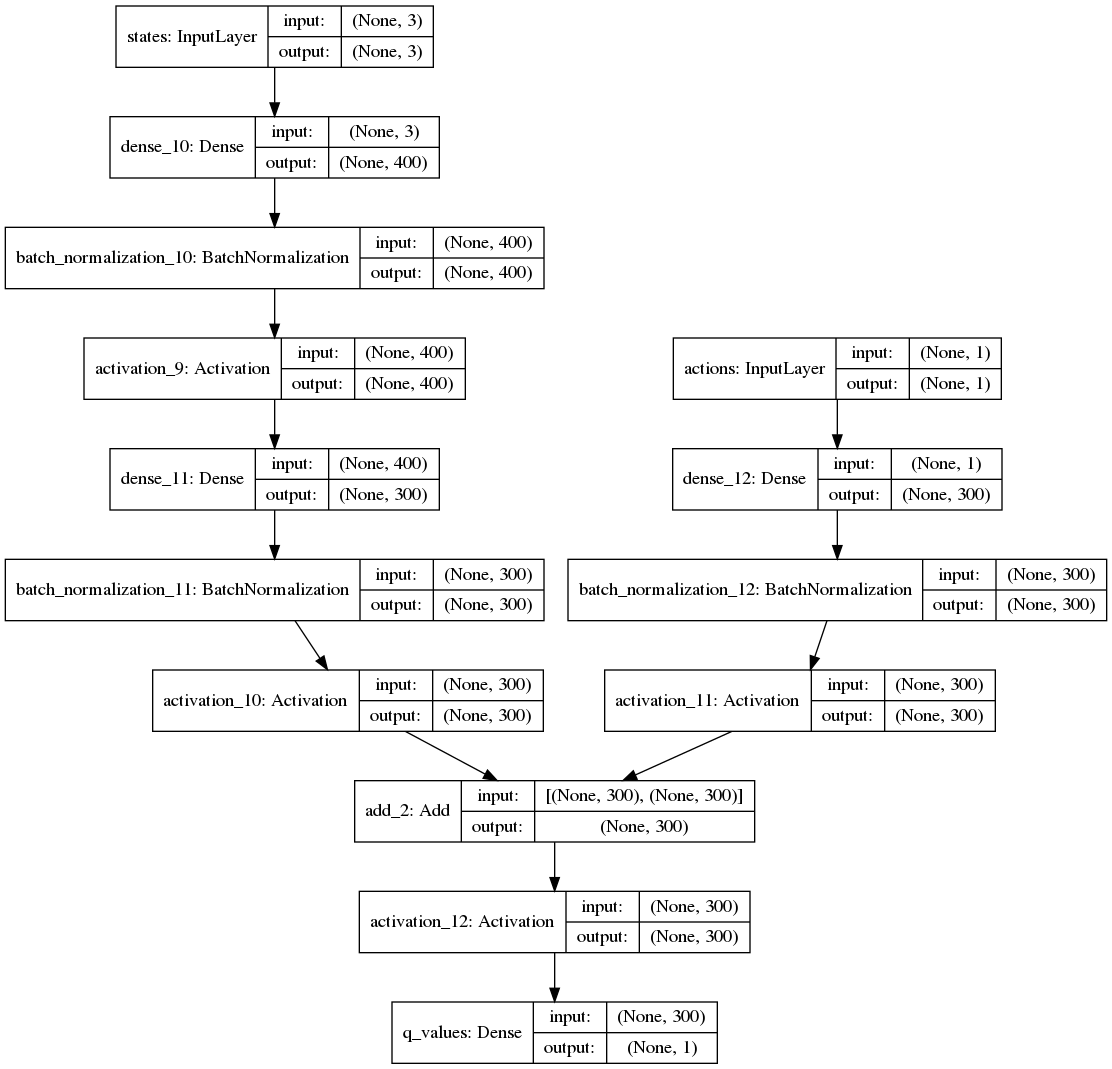 states: InputLayer
input: (None, 3)
output: (None, 3)
dense_10: Dense
input: (None, 3)
output: (None, 400)
batch_normalization_10: BatchNormalization
input: (None, 400)
output: (None, 400)
activation_9: Activation
input: (None, 400)
output: (None, 400)
actions: InputLayer
input: (None, 1)
output: (None, 1)
dense_11: Dense
input: (None, 400)
output: (None, 300)
dense_12: Dense
input: (None, 1)
output: (None, 300)
batch_normalization_11: BatchNormalization
input: (None, 300)
output: (None, 300)
batch_normalization_12: BatchNormalization
input: (None, 300)
output: (None, 300)
activation_10: Activation
input: (None, 300)
output: (None, 300)
activation_11: Activation
input: (None, 300)
output: (None, 300)
add_2: Add
input: [(None, 300), (None, 300)]
output: (None, 300)
activation_12: Activation
input: (None, 300)
output: (None, 300)
q_values: Dense
input: (None, 300)
output: (None, 1)